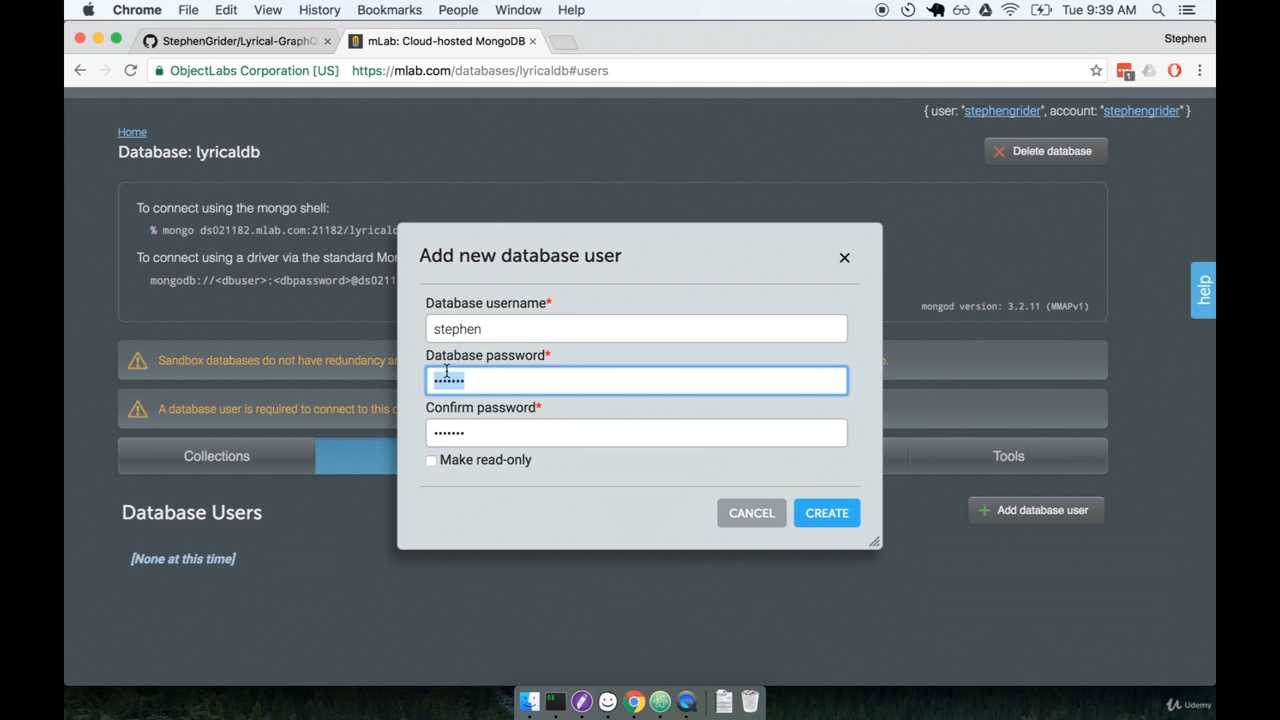 Chrome File Edit View History Bookmarks People Window Help Tue 9:39 AM
StephenGrider/Lyrical-GraphQ mLab: Cloud-hosted MongoDB Stephen
ObjectLabs Corporation [US] https://mlab.com/databases/lyricaldb#users
{ user: "stephengrider", account: "stephengrider" }
Home
Database: lyricaldb
Delete database
To connect using the mongo shell:
% mongo ds021182.mlab.com:21182/lyricald
To connect using a driver via the standard Mo
mongodb://<dbuser>:<dbpassword>@ds0211
mongod version: 3.2.11 (MMAPv1)
help
Sandbox databases do not have redundancy a
A database user is required to connect to this
Collections
Tools
Database Users
Add database user
[None at this time]
Add new database user
Database username*
stephen
Database password*
•••••••
Confirm password*
•••••••
Make read-only
CANCEL
CREATE
Udemy